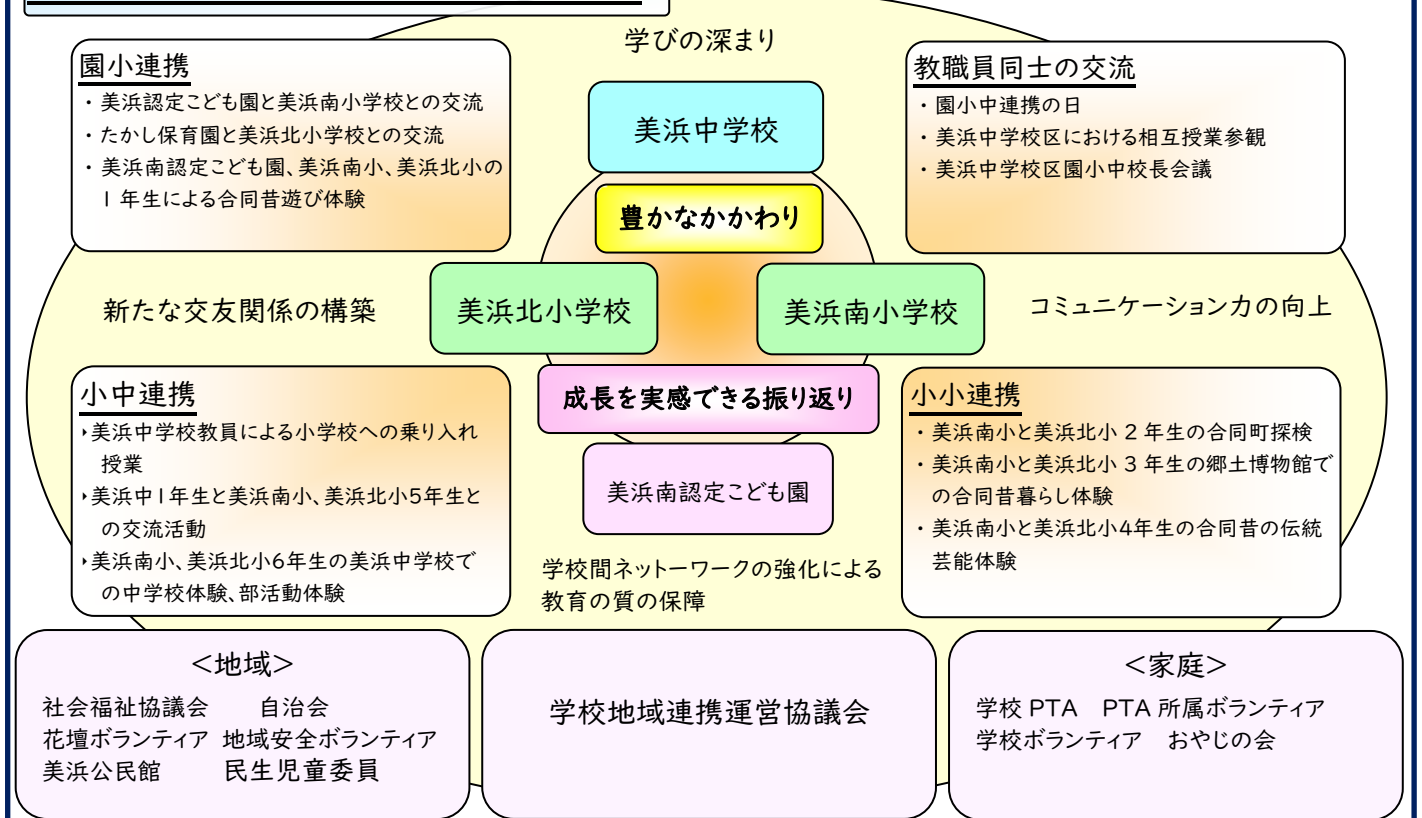 学びの深まり
園小連携
・美浜認定こども園と美浜南小学校との交流
・たかし保育園と美浜北小学校との交流
・美浜南認定こども園、美浜南小、美浜北小の
1年生による合同昔遊び体験
教職員同士の交流
・園小中連携の日
・美浜中学校区における相互授業参観
・美浜中学校区園小中校長会議
美浜中学校
豊かなかかわり
新たな交友関係の構築
美浜北小学校
美浜南小学校
コミュニケーション力の向上
成長を実感できる振り返り
美浜南認定こども園
小中連携
・美浜中学校教員による小学校への乗り入れ
授業
・美浜中1年生と美浜南小、美浜北小5年生と
の交流活動
・美浜南小、美浜北小6年生の美浜中学校で
の中学校体験、部活動体験
小小連携
・美浜南小と美浜北小 2 年生の合同町探検
・美浜南小と美浜北小 3 年生の郷土博物館で
の合同昔暮らし体験
・美浜南小と美浜北小4年生の合同昔の伝統
芸能体験
学校間ネットーワークの強化による
教育の質の保障
＜地域＞
社会福祉協議会 自治会
花壇ボランティア 地域安全ボランティア
美浜公民館 民生児童委員
学校地域連携運営協議会
＜家庭＞
学校 PTA PTA 所属ボランティア
学校ボランティア おやじの会